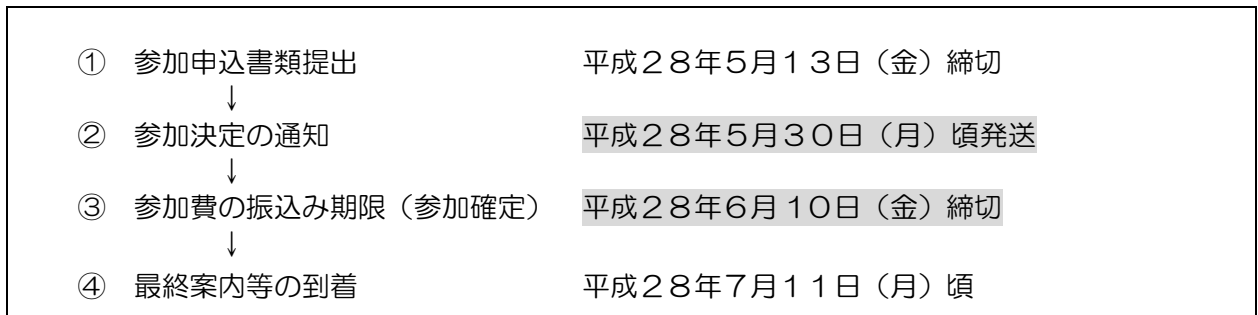 ① 参加申込書類提出 平成２８年５月１３日（金）締切
↓
② 参加決定の通知 平成２８年５月３０日（月）頃発送
↓
③ 参加費の振込み期限（参加確定） 平成２８年６月１０日（金）締切
↓
④ 最終案内等の到着 平成２８年７月１１日（月）頃